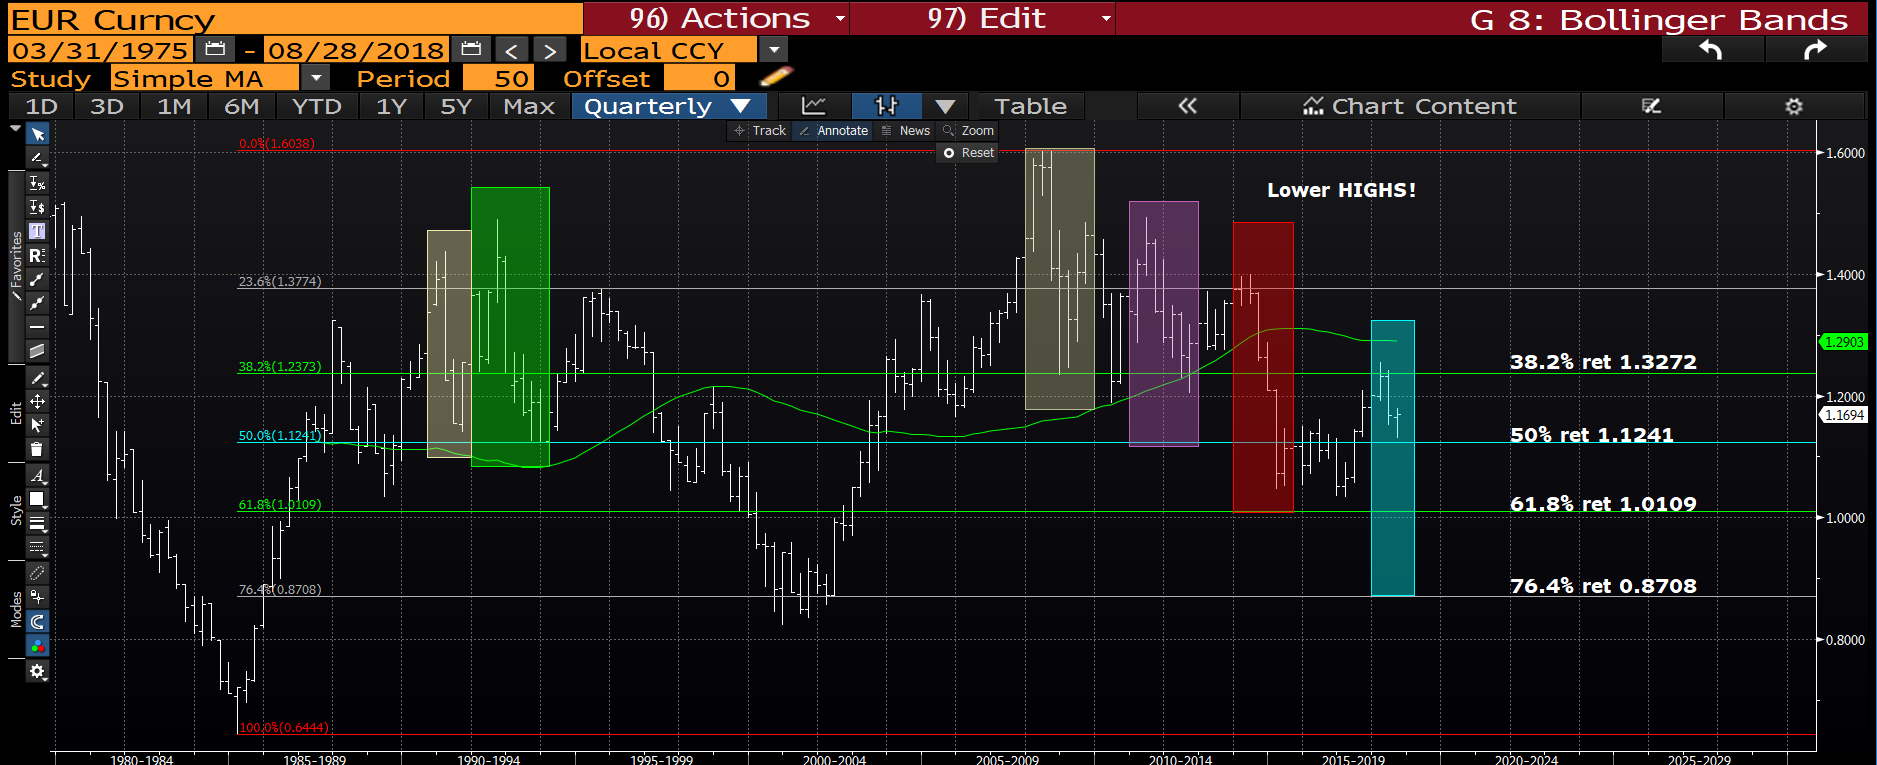 EUR Curncy 96) Actions 97) Edit G 8: Bollinger Bands
03/31/1975 - 08/28/2018 < > Local CCY
Study Simple MA Period 50 Offset 0
1D 3D 1M 6M YTD 1Y 5Y Max Quarterly Table « Chart Content
Track Annotate News Zoom
Reset
Favorites
Edit
Style
Modes
Lower HIGHS!
0.0%(1.6038)
23.6%(1.3774)
38.2%(1.2373)
50.0%(1.1241)
61.8%(1.0109)
76.4%(0.8708)
100.0%(0.6444)
38.2% ret 1.3272
50% ret 1.1241
61.8% ret 1.0109
76.4% ret 0.8708
1.6000
1.4000
1.2903
1.2000
1.1694
1.0000
0.8000
1980-1984 1985-1989 1990-1994 1995-1999 2000-2004 2005-2009 2010-2014 2015-2019 2020-2024 2025-2029